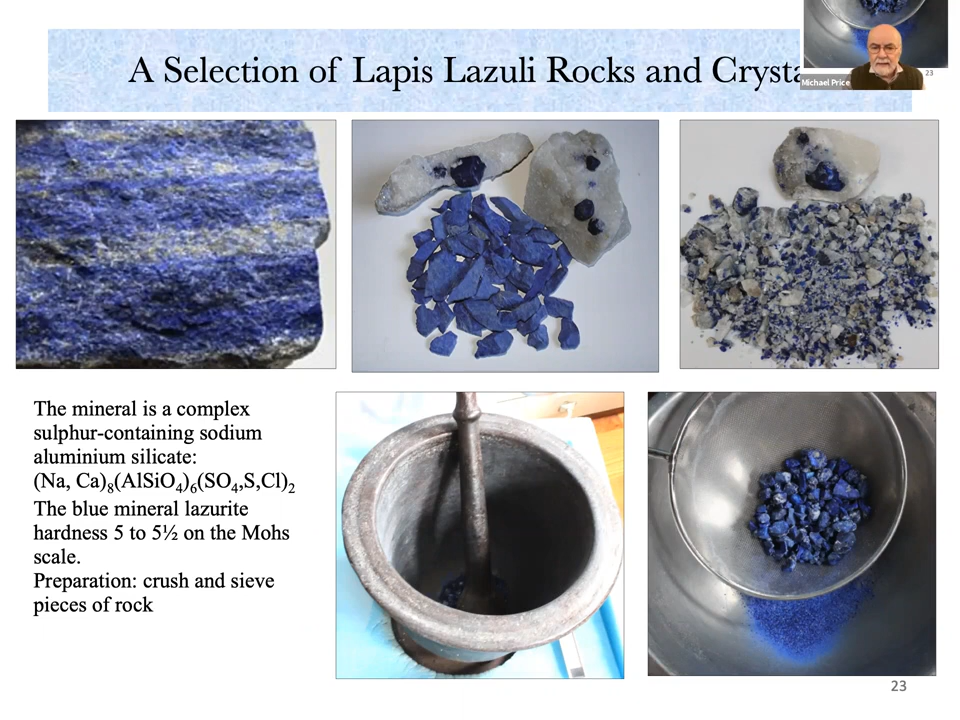 A Selection of Lapis Lazuli Rocks and Crysta
Michael Price
23
The mineral is a complex
sulphur-containing sodium
aluminium silicate:
(Na, Ca)₈(AlSiO₄)₆(SO₄,S,Cl)₂
The blue mineral lazurite
hardness 5 to 5½ on the Mohs
scale.
Preparation: crush and sieve
pieces of rock
23